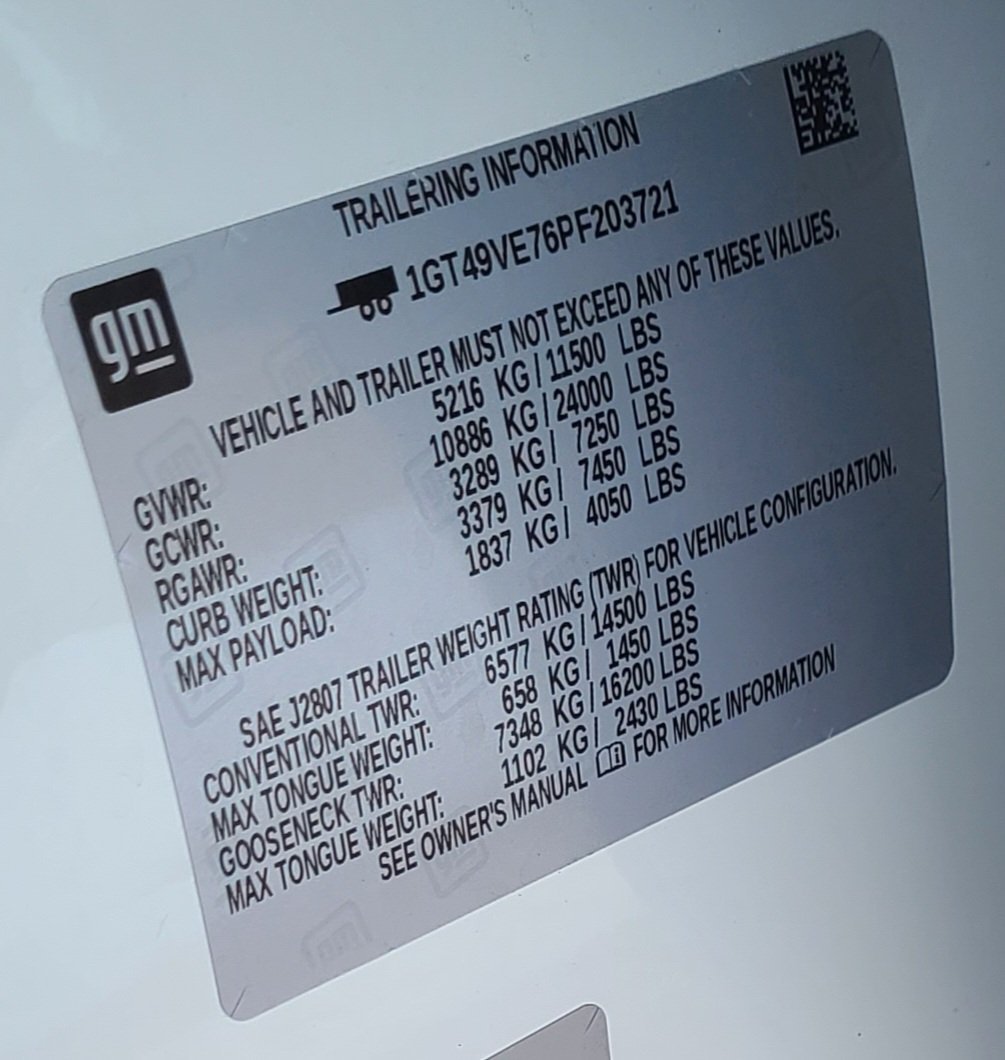 gm
TRAILERING INFORMATION
1GT49VE76PF203721
VEHICLE AND TRAILER MUST NOT EXCEED ANY OF THESE VALUES.
GVWR: 5216 KG / 11500 LBS
GCWR: 10886 KG / 24000 LBS
RGAWR: 3289 KG / 7250 LBS
CURB WEIGHT: 3379 KG / 7450 LBS
MAX PAYLOAD: 1837 KG / 4050 LBS
SAE J2807 TRAILER WEIGHT RATING (TWR) FOR VEHICLE CONFIGURATION.
CONVENTIONAL TWR: 6577 KG / 14500 LBS
MAX TONGUE WEIGHT: 658 KG / 1450 LBS
GOOSENECK TWR: 7348 KG / 16200 LBS
MAX TONGUE WEIGHT: 1102 KG / 2430 LBS
SEE OWNER'S MANUAL FOR MORE INFORMATION